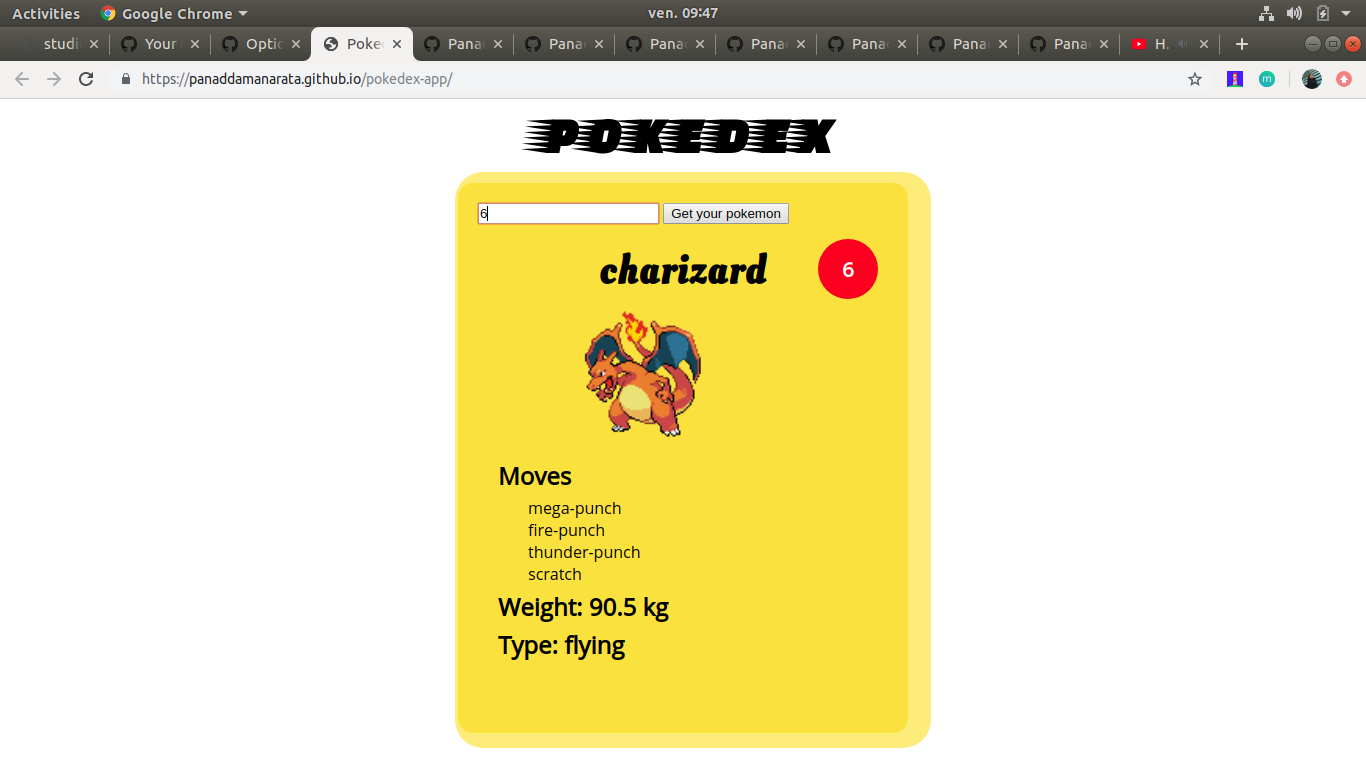 Activities Google Chrome ven. 09:47
studi Your Optic Poked Pana Pana Pana Pana Pana Pana Pana H.
https://panaddamanarata.github.io/pokedex-app/
POKEDEX
6 Get your pokemon
charizard 6
Moves
mega-punch
fire-punch
thunder-punch
scratch
Weight: 90.5 kg
Type: flying